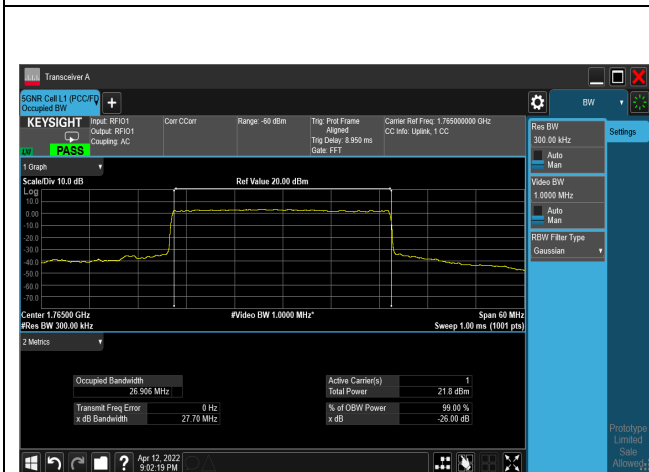 Transceiver A
5GNR Cell L1 (PCC/FD
Occupied BW
BW
KEYSIGHT
Input: RFIO1
Output: RFIO1
Coupling: AC
Corr CCorr
Range: -60 dBm
Trig: Prot Frame
Aligned
Trig Delay: 8.950 ms
Gate: FFT
Carrier Ref Freq: 1.765000000 GHz
CC Info: Uplink, 1 CC
PASS
Res BW
300.00 kHz
Auto
Man
Settings
1 Graph
Scale/Div 10.0 dB
Ref Value 20.00 dBm
Log
10.0
0.00
-10.0
-20.0
-30.0
-40.0
-50.0
-60.0
-70.0
Video BW
1.0000 MHz
Auto
Man
RBW Filter Type
Gaussian
Center 1.76500 GHz
#Video BW 1.0000 MHz*
Span 60 MHz
#Res BW 300.00 kHz
Sweep 1.00 ms (1001 pts)
2 Metrics
Occupied Bandwidth
26.906 MHz
Active Carrier(s) 1
Total Power 21.8 dBm
Transmit Freq Error 0 Hz
x dB Bandwidth 27.70 MHz
% of OBW Power 99.00 %
x dB -26.00 dB
Prototype
Limited
Sale
Allowed
?
Apr 12, 2022
9:02:19 PM